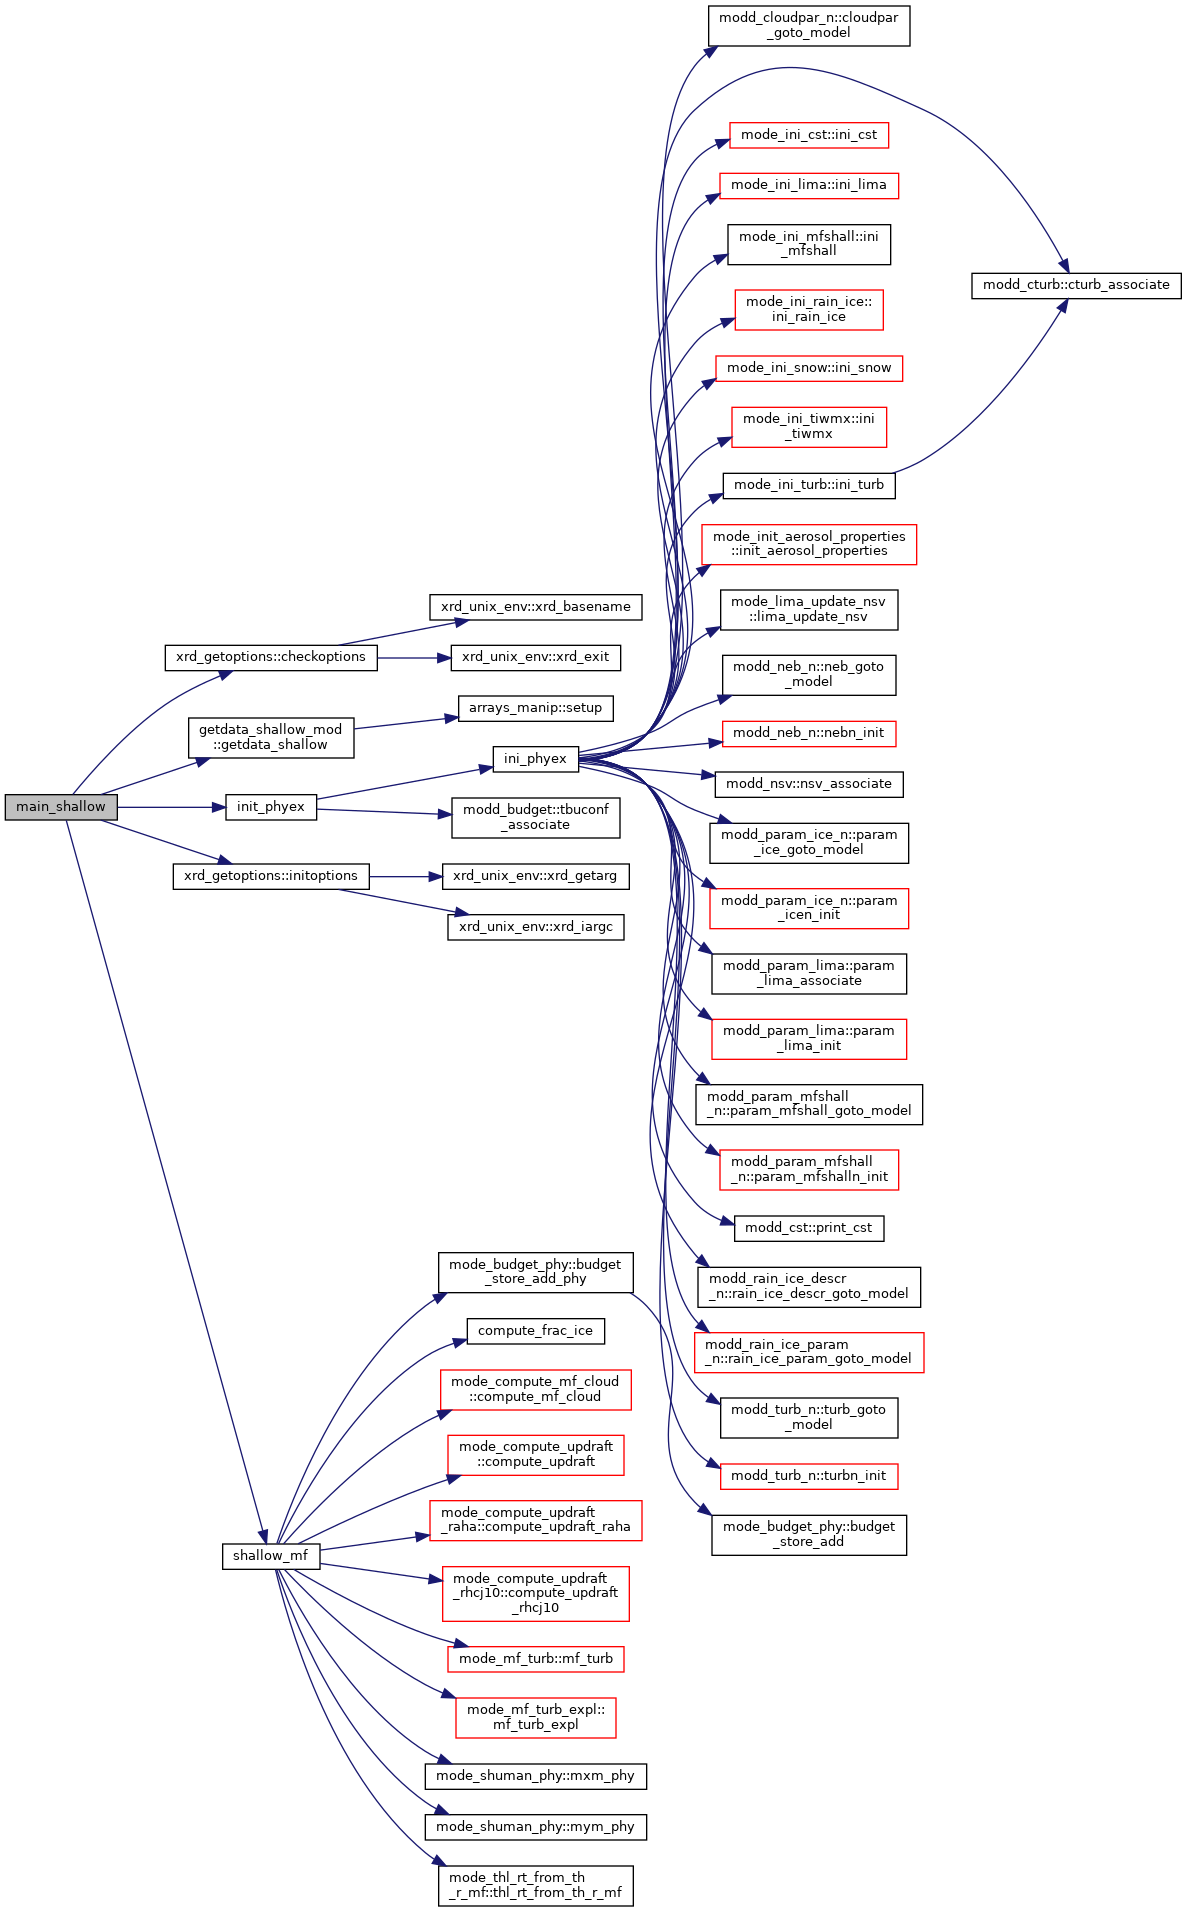 modd_cloudpar_n::cloudpar
_goto_model
mode_ini_cst::ini_cst
mode_ini_lima::ini_lima
mode_ini_mfshall::ini
_mfshall
modd_cturb::cturb_associate
mode_ini_rain_ice::
ini_rain_ice
mode_ini_snow::ini_snow
mode_ini_tiwmx::ini
_tiwmx
mode_ini_turb::ini_turb
mode_init_aerosol_properties
::init_aerosol_properties
xrd_unix_env::xrd_basename
mode_lima_update_nsv
::lima_update_nsv
xrd_getoptions::checkoptions
xrd_unix_env::xrd_exit
modd_neb_n::neb_goto
_model
arrays_manip::setup
getdata_shallow_mod
::getdata_shallow
modd_neb_n::nebn_init
ini_phyex
modd_nsv::nsv_associate
main_shallow
init_phyex
modd_budget::tbuconf
_associate
modd_param_ice_n::param
_ice_goto_model
xrd_getoptions::initoptions
xrd_unix_env::xrd_getarg
modd_param_ice_n::param
_icen_init
xrd_unix_env::xrd_iargc
modd_param_lima::param
_lima_associate
modd_param_lima::param
_lima_init
modd_param_mfshall
_n::param_mfshall_goto_model
modd_param_mfshall
_n::param_mfshalln_init
modd_cst::print_cst
mode_budget_phy::budget
_store_add_phy
modd_rain_ice_descr
_n::rain_ice_descr_goto_model
compute_frac_ice
modd_rain_ice_param
_n::rain_ice_param_goto_model
mode_compute_mf_cloud
::compute_mf_cloud
modd_turb_n::turb_goto
_model
mode_compute_updraft
::compute_updraft
modd_turb_n::turbn_init
mode_compute_updraft
_raha::compute_updraft_raha
mode_budget_phy::budget
_store_add
shallow_mf
mode_compute_updraft
_rhcj10::compute_updraft
_rhcj10
mode_mf_turb::mf_turb
mode_mf_turb_expl::
mf_turb_expl
mode_shuman_phy::mxm_phy
mode_shuman_phy::mym_phy
mode_thl_rt_from_th
_r_mf::thl_rt_from_th_r_mf